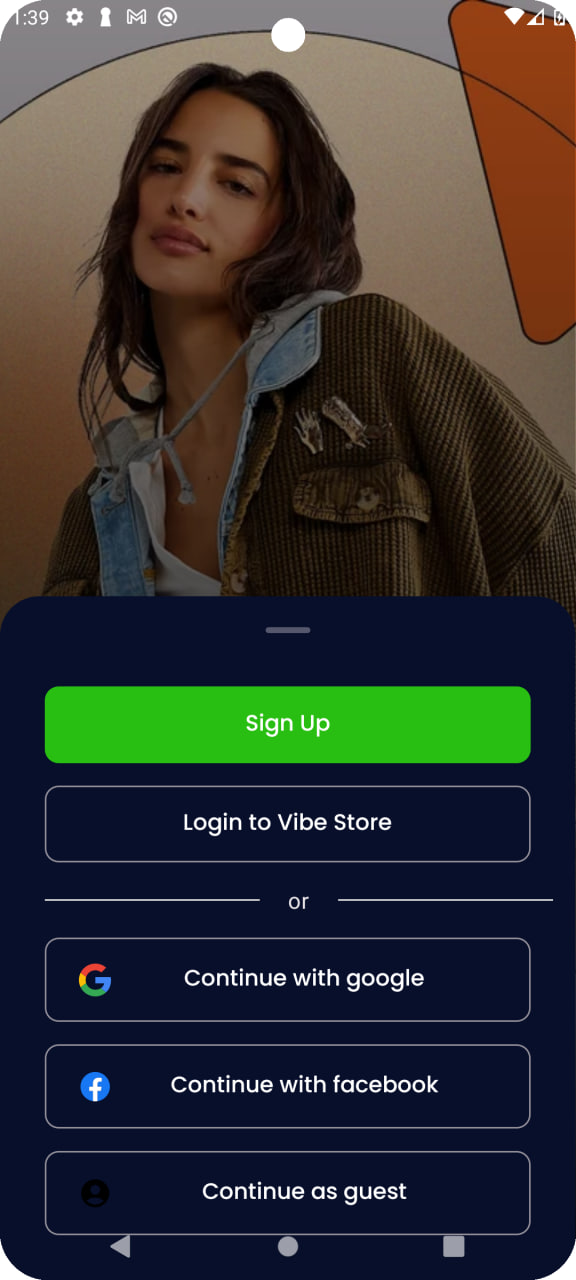 1:39
Sign Up
Login to Vibe Store
or
Continue with google
Continue with facebook
Continue as guest